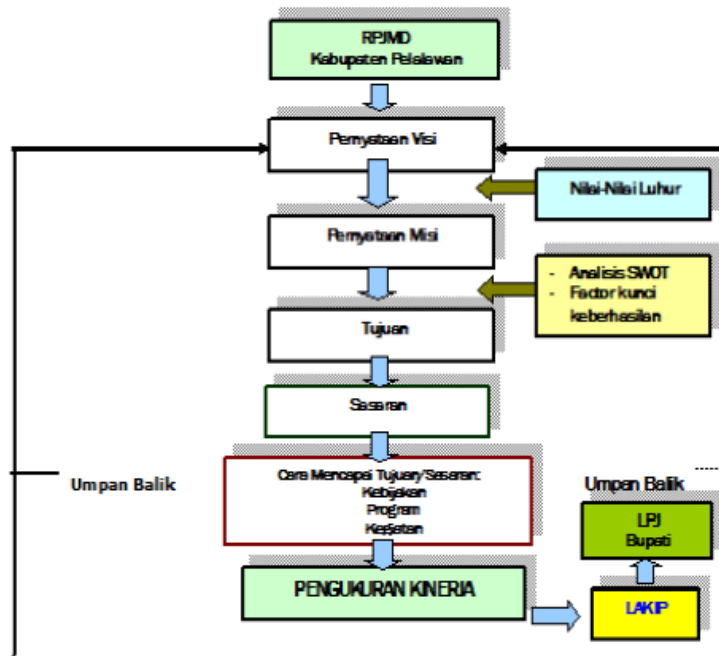 RPJMD
Kabupaten Pelalawan
Pernyataan Visi
Nilai-Nilai Luhur
Pernyataan Misi
- Analisis SWOT
- Factor kunci
keberhasilan
Tujuan
Sasaran
Cara Mencapai Tujuan/Sasaran:
Kebijakan
Program
Kegiatan
Umpan Balik
Umpan Balik
LPJ
Bupati
PENGUKURAN KINERJA
LAKIP